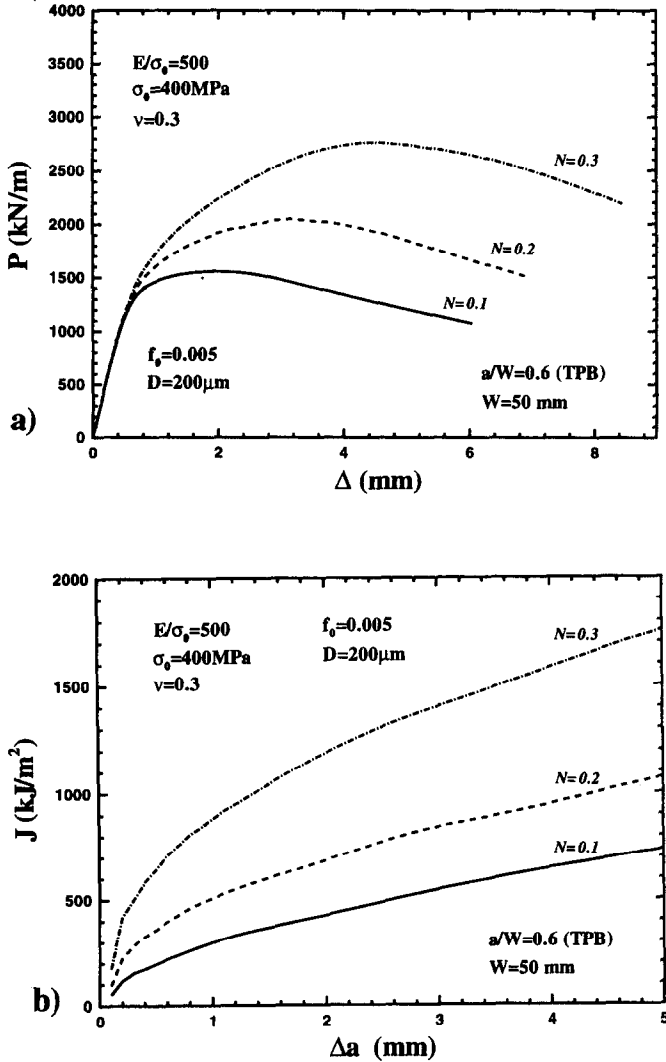 4000
3500
3000
2500
2000
1500
1000
500
0
P (kN/m)
E/σ₀=500
σ₀=400MPa
ν=0.3
N=0.3
N=0.2
N=0.1
f₀=0.005
D=200μm
a/W=0.6 (TPB)
W=50 mm
a)
0 2 4 6 8
Δ (mm)
2000
1500
1000
500
0
J (kJ/m²)
E/σ₀=500
σ₀=400MPa
ν=0.3
f₀=0.005
D=200μm
N=0.3
N=0.2
N=0.1
a/W=0.6 (TPB)
W=50 mm
b)
0 1 2 3 4 5
Δa (mm)